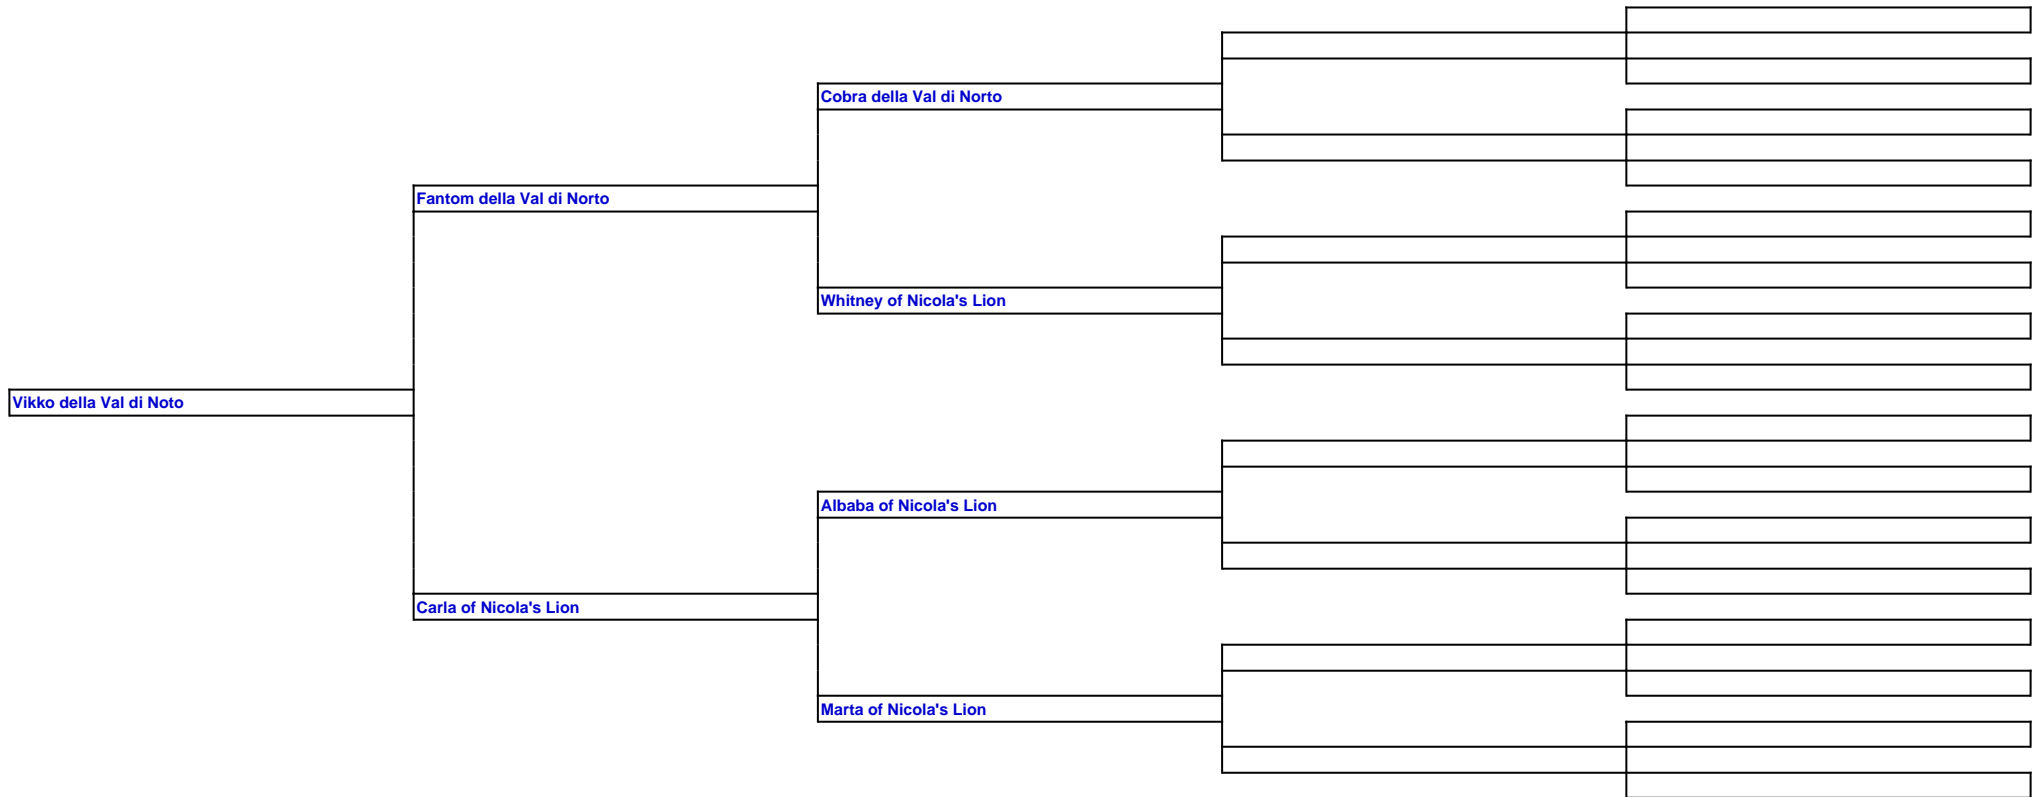 Cobra della Val di Norto
Fantom della Val di Norto
Whitney of Nicola's Lion
Vikko della Val di Noto
Albaba of Nicola's Lion
Carla of Nicola's Lion
Marta of Nicola's Lion